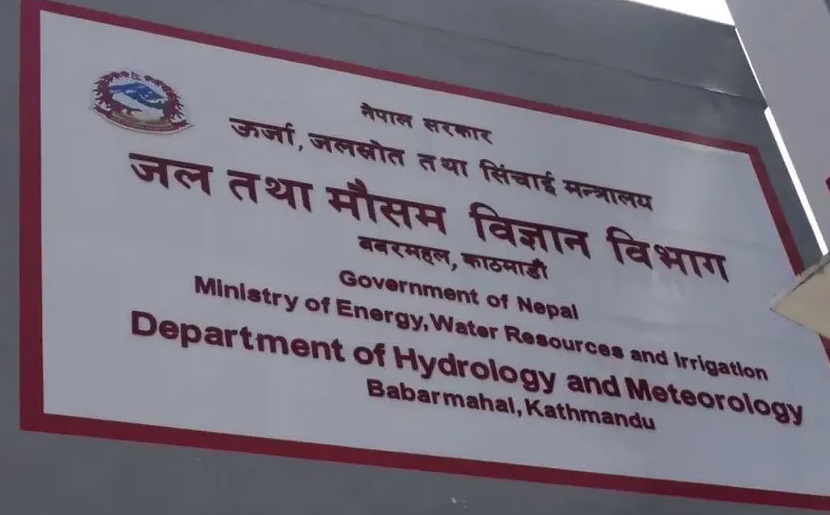 नेपाल सरकार
ऊर्जा, जलस्रोत तथा सिंचाई मन्त्रालय
जल तथा मौसम विज्ञान विभाग
बबरमहल, काठमाडौं
Government of Nepal
Ministry of Energy, Water Resources and Irrigation
Department of Hydrology and Meteorology
Babarmahal, Kathmandu